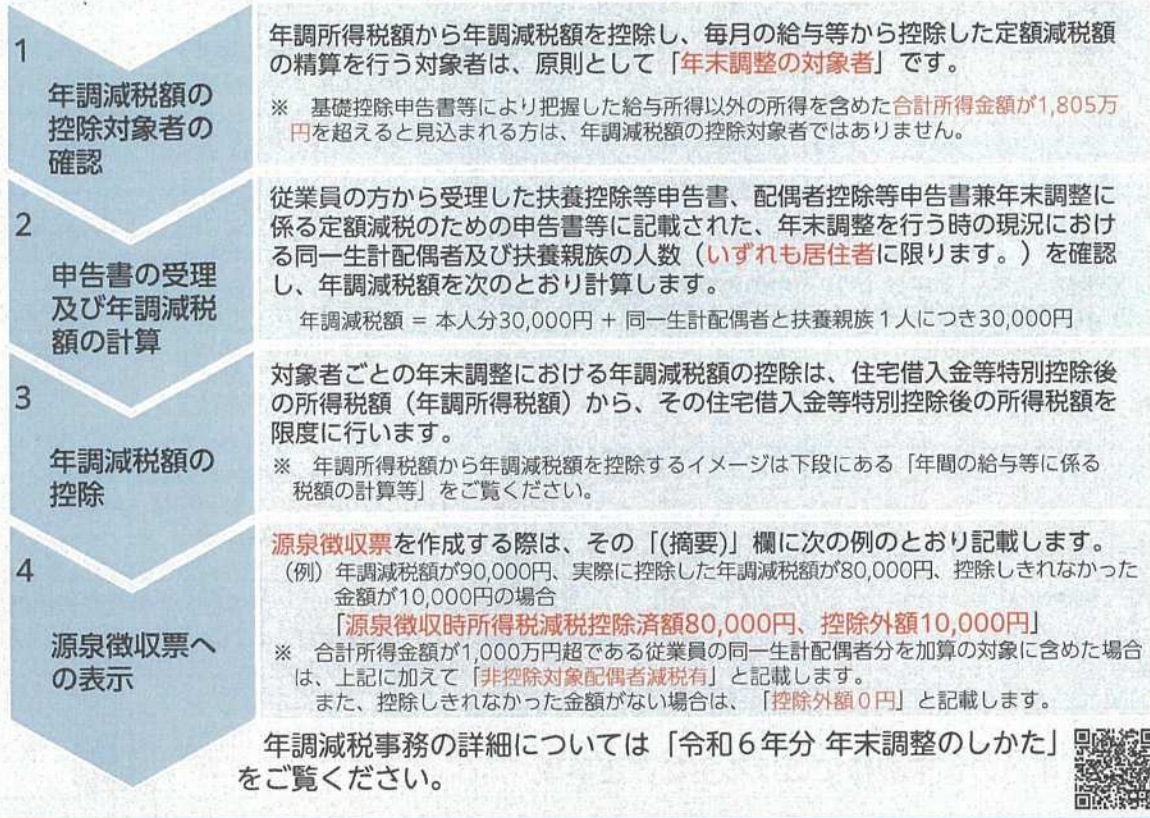 1
年調減税額の
控除対象者の
確認
年調所得税額から年調減税額を控除し、毎月の給与等から控除した定額減税額
の精算を行う対象者は、原則として「年末調整の対象者」です。
※ 基礎控除申告書等により把握した給与所得以外の所得を含めた合計所得金額が1,805万
円を超えると見込まれる方は、年調減税額の控除対象者ではありません。
2
申告書の受理
及び年調減税
額の計算
従業員の方から受理した扶養控除等申告書、配偶者控除等申告書兼年末調整に
係る定額減税のための申告書等に記載された、年末調整を行う時の現況におけ
る同一生計配偶者及び扶養親族の人数（いずれも居住者に限ります。）を確認
し、年調減税額を次のとおり計算します。
年調減税額 = 本人分30,000円 + 同一生計配偶者と扶養親族１人につき30,000円
3
年調減税額の
控除
対象者ごとの年末調整における年調減税額の控除は、住宅借入金等特別控除後
の所得税額（年調所得税額）から、その住宅借入金等特別控除後の所得税額を
限度に行います。
※ 年調所得税額から年調減税額を控除するイメージは下段にある「年間の給与等に係る
税額の計算等」をご覧ください。
4
源泉徴収票へ
の表示
源泉徴収票を作成する際は、その「(摘要)」欄に次の例のとおり記載します。
（例）年調減税額が90,000円、実際に控除した年調減税額が80,000円、控除しきれなかった
金額が10,000円の場合
「源泉徴収時所得税減税控除済額80,000円、控除外額10,000円」
※ 合計所得金額が1,000万円超である従業員の同一生計配偶者分を加算の対象に含めた場合
は、上記に加えて「非控除対象配偶者減税有」と記載します。
また、控除しきれなかった金額がない場合は、「控除外額０円」と記載します。
年調減税事務の詳細については「令和６年分 年末調整のしかた」
をご覧ください。